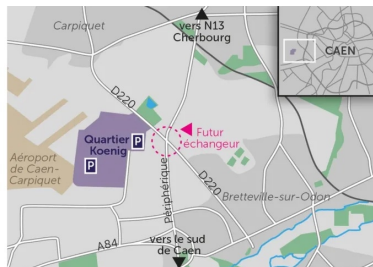 Carpiquet
vers N13
Cherbourg
CAEN
D220
Futur
échangeur
Quartier
Koenig
P
P
Aéroport
de Caen-
Carpiquet
Périphérique
D220
Bretteville-sur-Odon
A84
vers le sud
de Caen